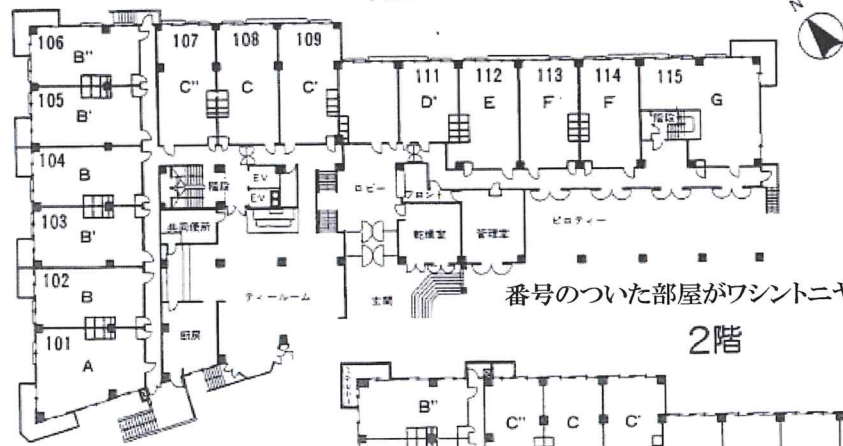 N
106
B''
107
108
109
C''
C
C'
105
B'
104
B
103
B'
102
B
101
A
111
D'
112
E
113
F'
114
F
115
G
階段
階段
EV
EV
共同便所
ロビー
フロント
乾燥室
管理室
ピロティー
ティールーム
玄関
厨房
番号のついた部屋がワシントニヤ
2階
B''
C''
C
C'